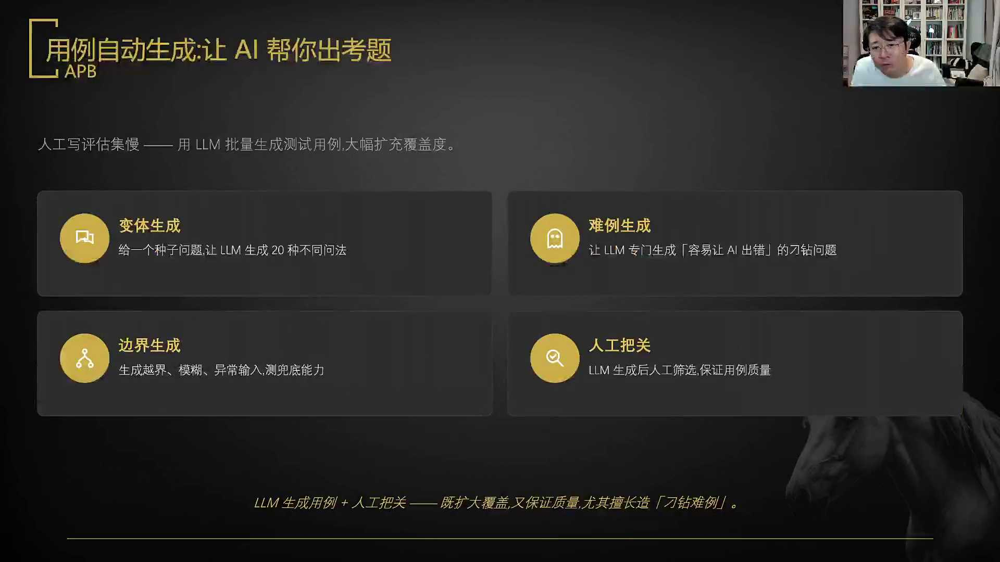 用例自动生成:让 AI 帮你出考题
APB
人工写评估集慢 —— 用 LLM 批量生成测试用例,大幅扩充覆盖度。
变体生成
给一个种子问题,让 LLM 生成 20 种不同问法
难例生成
让 LLM 专门生成「容易让 AI 出错」的刁钻问题
边界生成
生成越界、模糊、异常输入,测兜底能力
人工把关
LLM 生成后人工筛选,保证用例质量
LLM 生成用例 + 人工把关 —— 既扩大覆盖,又保证质量,尤其擅长造「刁钻难例」。